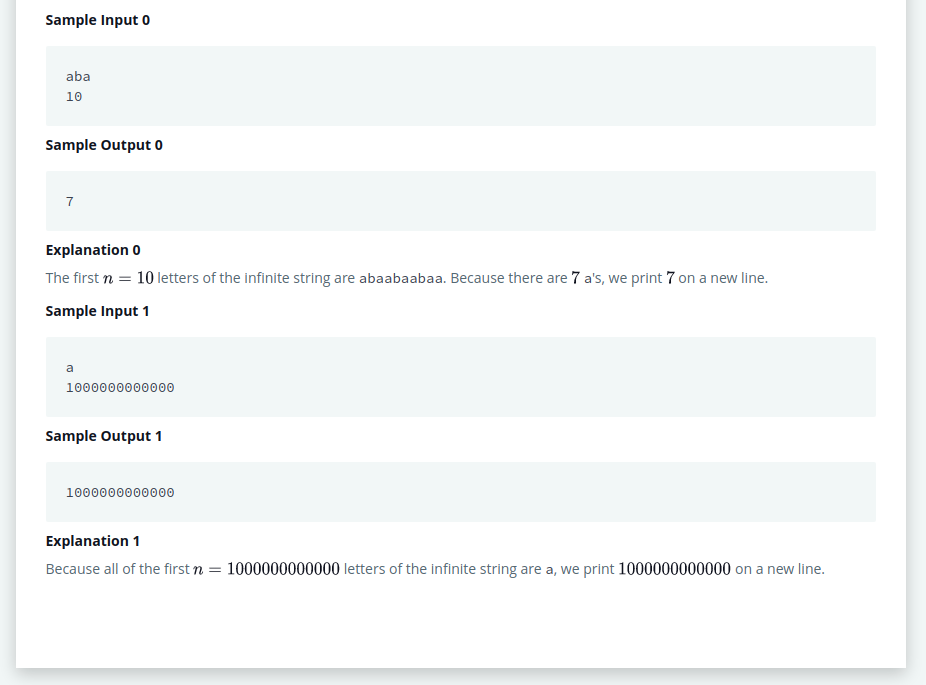 Sample Input 0
aba
10
Sample Output 0
7
Explanation 0
The first n = 10 letters of the infinite string are abaabaabaa. Because there are 7 a's, we print 7 on a new line.
Sample Input 1
a
1000000000000
Sample Output 1
1000000000000
Explanation 1
Because all of the first n = 1000000000000 letters of the infinite string are a, we print 1000000000000 on a new line.